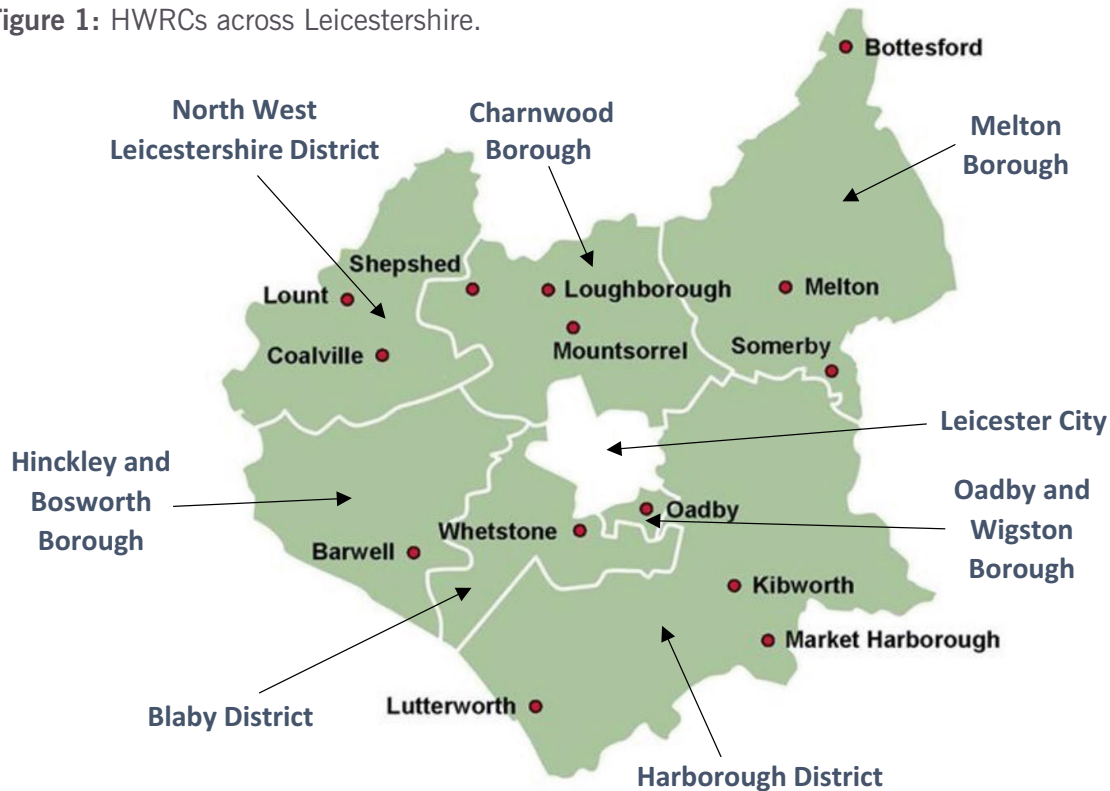 igure 1: HWRCs across Leicestershire.
Bottesford
North West
Leicestershire District
Charnwood
Borough
Melton
Borough
Shepshed
Lount
Loughborough
Melton
Coalville
Mountsorrel
Somerby
Leicester City
Hinckley and
Bosworth
Borough
Oadby and
Wigston
Borough
Oadby
Whetstone
Barwell
Kibworth
Market Harborough
Blaby District
Lutterworth
Harborough District